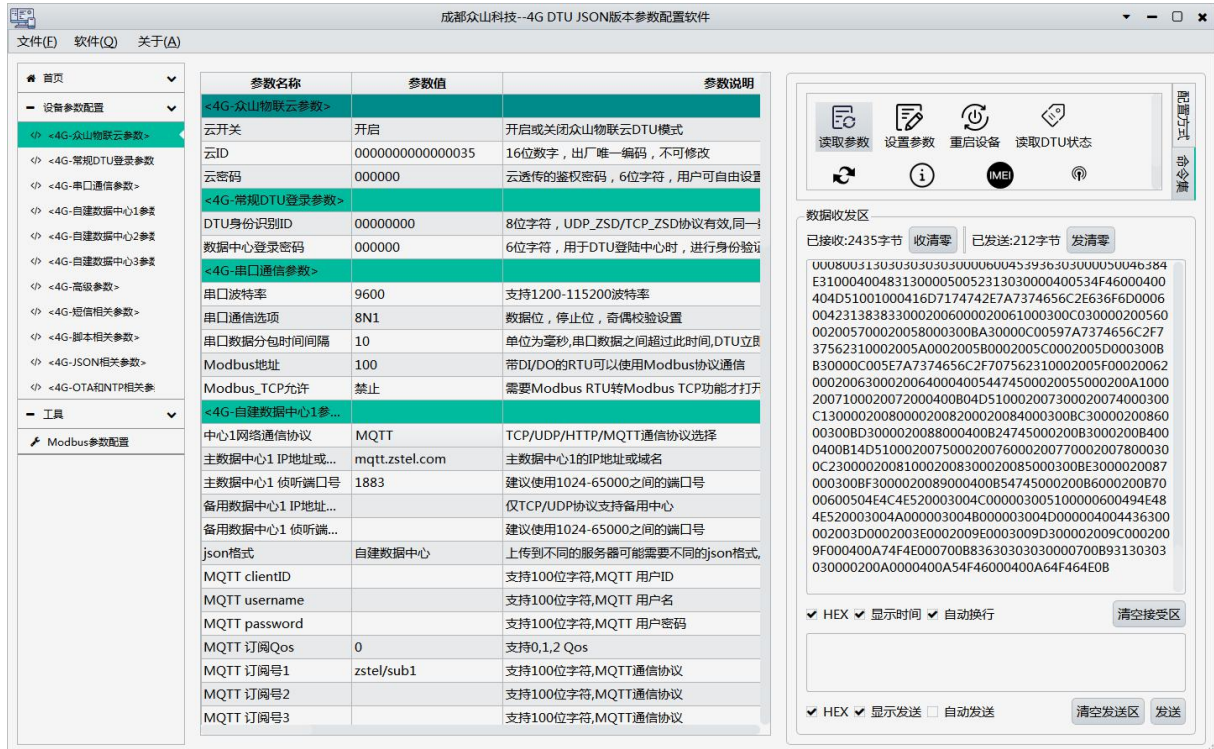 成都众山科技--4G DTU JSON版本参数配置软件
文件(F) 软件(Q) 关于(A)
首页
设备参数配置
</> <4G-众山物联云参数>
</> <4G-常规DTU登录参数
</> <4G-串口通信参数>
</> <4G-自建数据中心1参数
</> <4G-自建数据中心2参数
</> <4G-自建数据中心3参数
</> <4G-高级参数>
</> <4G-短信相关参数>
</> <4G-脚本相关参数>
</> <4G-JSON相关参数>
</> <4G-OTA和NTP相关参
工具
Modbus参数配置
参数名称 参数值 参数说明
<4G-众山物联云参数>
云开关 开启 开启或关闭众山物联云DTU模式
云ID 0000000000000035 16位数字，出厂唯一编码，不可修改
云密码 000000 云透传的鉴权密码，6位字符，用户可自由设置
<4G-常规DTU登录参数>
DTU身份识别ID 00000000 8位字符，UDP_ZSD/TCP_ZSD协议有效,同一
数据中心登录密码 000000 6位字符，用于DTU登陆中心时，进行身份验证
<4G-串口通信参数>
串口波特率 9600 支持1200-115200波特率
串口通信选项 8N1 数据位，停止位，奇偶校验设置
串口数据分包时间间隔 10 单位为毫秒,串口数据之间超过此时间,DTU立即
Modbus地址 100 带DI/DO的RTU可以使用Modbus协议通信
Modbus_TCP允许 禁止 需要Modbus RTU转Modbus TCP功能才打开
<4G-自建数据中心1参...
中心1网络通信协议 MQTT TCP/UDP/HTTP/MQTT通信协议选择
主数据中心1 IP地址或... mqtt.zstel.com 主数据中心1的IP地址或域名
主数据中心1 侦听端口号 1883 建议使用1024-65000之间的端口号
备用数据中心1 IP地址... 仅TCP/UDP协议支持备用中心
备用数据中心1 侦听端... 建议使用1024-65000之间的端口号
json格式 自建数据中心 上传到不同的服务器可能需要不同的json格式,
MQTT clientID 支持100位字符,MQTT 用户ID
MQTT username 支持100位字符,MQTT 用户名
MQTT password 支持100位字符,MQTT 用户密码
MQTT 订阅Qos 0 支持0,1,2 Qos
MQTT 订阅号1 zstel/sub1 支持100位字符,MQTT通信协议
MQTT 订阅号2 支持100位字符,MQTT通信协议
MQTT 订阅号3 支持100位字符,MQTT通信协议
读取参数 设置参数 重启设备 读取DTU状态
IMEI
配置方式
命令集
数据收发区
已接收:2435字节 收清零 已发送:212字节 发清零
00080031303030303030000600453936303000050046384
E31000400483130000500523130300004005 34F46000400
404D51001000416D7174742E7A7374656C2E636F6D0006
00423138383300020060000020061000300C030000200560
002005700020058000300BA30000C00597A7374656C2F7
37562310002005A0002005B0002005C0002005D000300B
B30000C005E7A7374656C2F707562310002005F00020062
000200630002006400040054474500020055000200A1000
200710002007200 0400B04D510002007300020074000300
C130000200800002008200020084000300BC30000200860
00300BD3000020088000400B24745000200B3000200B400
0400B14D5100020075000200760002007700020078000030
0C230000200810002008300020085000300BE3000020087
000300BF3000020089000400B54745000200B6000200B70
00600504E4C4E520003004C0000030051000000600494E48
4E520003004A000003004B000003004D000004004436300
002003D0002003E0002009E0003009D300002009C000200
9F000400A74F4E000700B83630303030000700B93130303
030000200A0000400A54F46000400A64F464E0B
HEX 显示时间 自动换行 清空接受区
HEX 显示发送 自动发送 清空发送区 发送